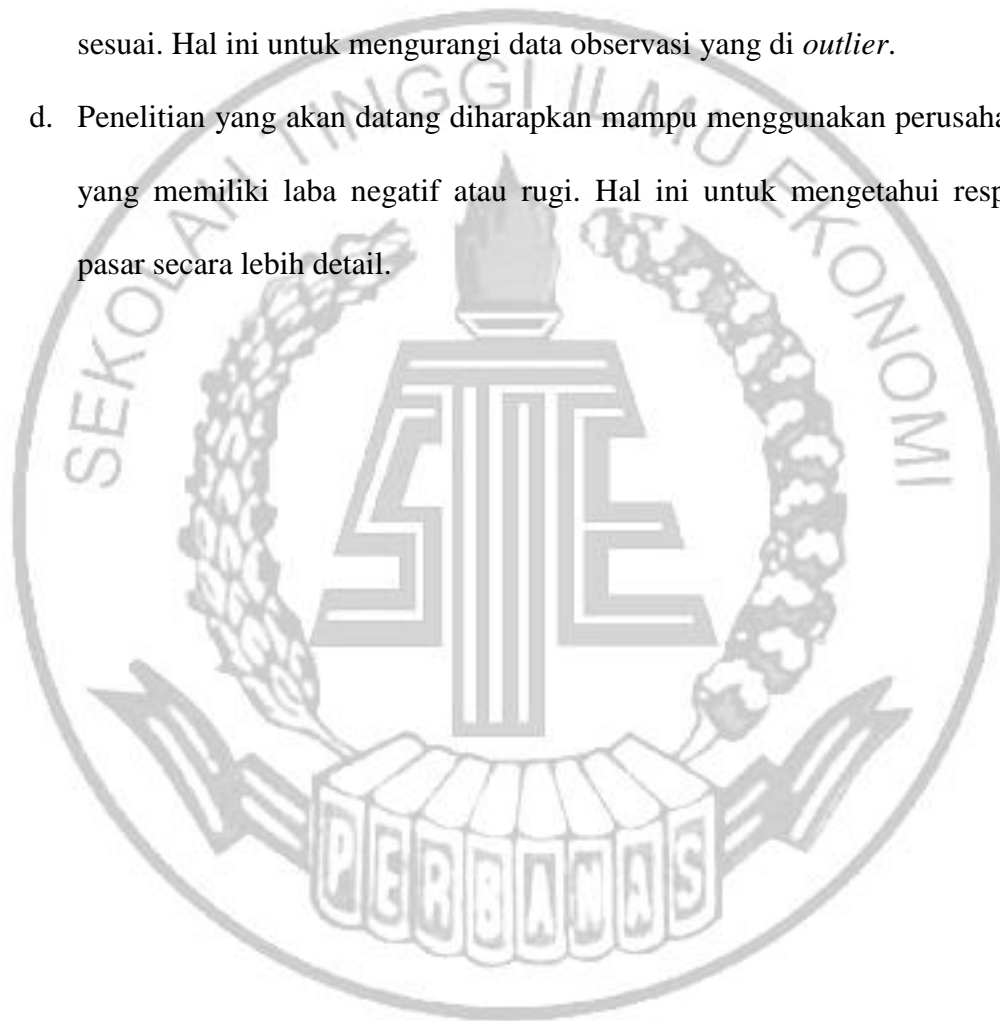 sesuai. Hal ini untuk mengurangi data observasi yang di outlier.
d. Penelitian yang akan datang diharapkan mampu menggunakan perusaha
yang memiliki laba negatif atau rugi. Hal ini untuk mengetahui resp
pasar secara lebih detail.
SEKOLAH TINGGI ILMU EKONOMI
STIE
PERBANAS